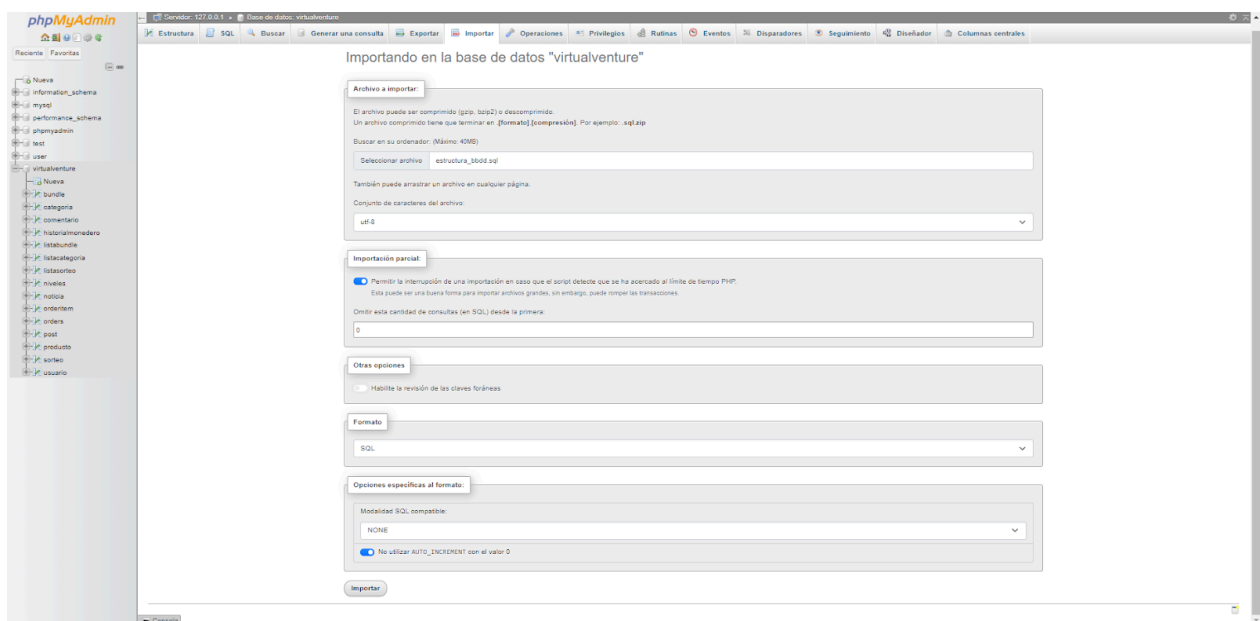 phpMyAdmin
Reciente Favoritas
Nueva
information_schema
mysql
performance_schema
phpmyadmin
test
user
virtualventure
Nueva
bundle
categoria
comentario
historialmonedero
listabundle
listacategoria
listasorteo
niveles
noticia
orderitem
orders
post
producto
sorteo
usuario
Servidor: 127.0.0.1 » Base de datos: virtualventure
Estructura SQL Buscar Generar una consulta Exportar Importar Operaciones Privilegios Rutinas Eventos Disparadores Seguimiento Diseñador Columnas centrales
Importando en la base de datos "virtualventure"
Archivo a importar:
El archivo puede ser comprimido (gzip, bzip2) o descomprimido.
Un archivo comprimido tiene que terminar en .[formato].[compresión]. Por ejemplo: .sql.zip
Buscar en su ordenador: (Máximo: 40MB)
Seleccionar archivo estructura_bbdd.sql
También puede arrastrar un archivo en cualquier página.
Conjunto de caracteres del archivo:
utf-8
Importación parcial:
Permitir la interrupción de una importación en caso que el script detecte que se ha acercado al límite de tiempo PHP.
Esta puede ser una buena forma para importar archivos grandes, sin embargo, puede romper las transacciones.
Omitir esta cantidad de consultas (en SQL) desde la primera:
0
Otras opciones
Habilite la revisión de las claves foráneas
Formato
SQL
Opciones específicas al formato:
Modalidad SQL compatible:
NONE
No utilizar AUTO_INCREMENT con el valor 0
Importar
Consola